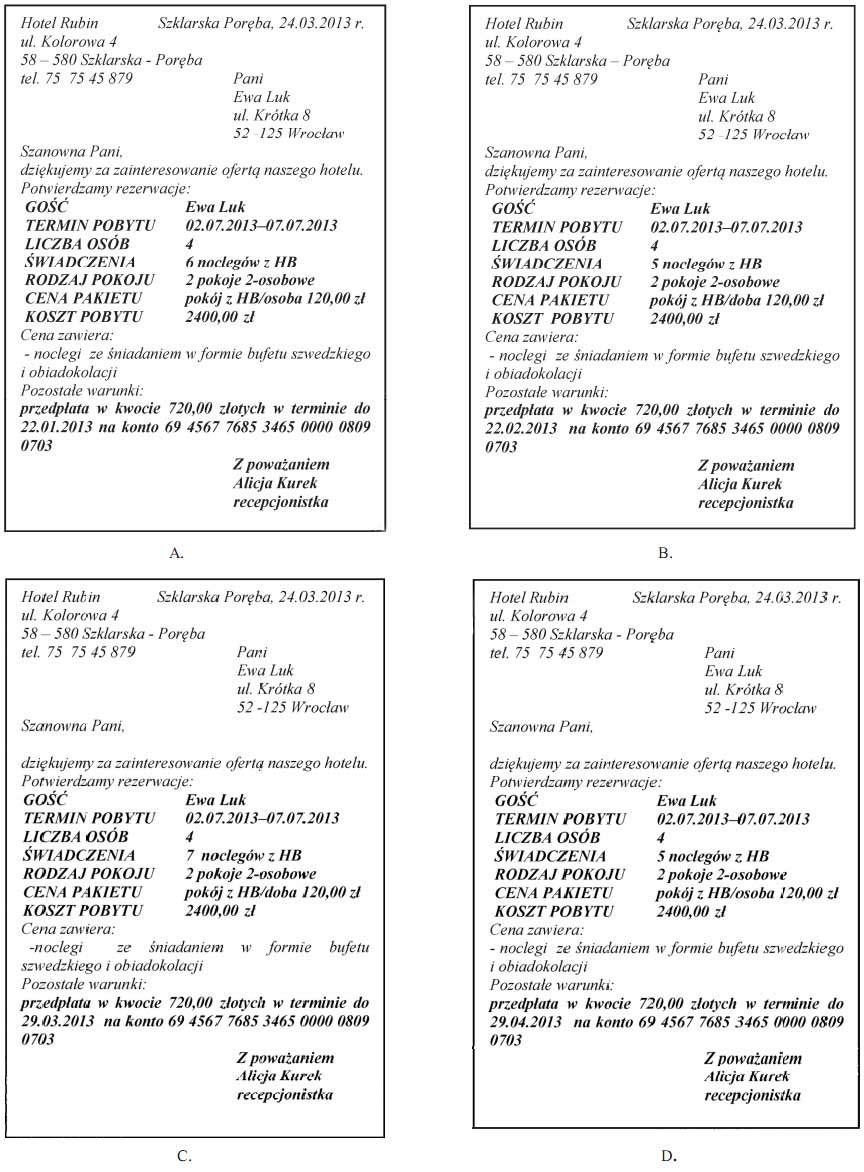 Hotel Rubin Szklarska Poręba, 24.03.2013 r.
ul. Kolorowa 4
58 – 580 Szklarska - Poręba
tel. 75 75 45 879 Pani
Ewa Luk
ul. Krótka 8
52 -125 Wrocław
Szanowna Pani,
dziękujemy za zainteresowanie ofertą naszego hotelu.
Potwierdzamy rezerwacje:
GOŚĆ Ewa Luk
TERMIN POBYTU 02.07.2013–07.07.2013
LICZBA OSÓB 4
ŚWIADCZENIA 6 noclegów z HB
RODZAJ POKOJU 2 pokoje 2-osobowe
CENA PAKIETU pokój z HB/osoba 120,00 zł
KOSZT POBYTU 2400,00 zł
Cena zawiera:
- noclegi ze śniadaniem w formie bufetu szwedzkiego
i obiadokolacji
Pozostałe warunki:
przedpłata w kwocie 720,00 złotych w terminie do
22.01.2013 na konto 69 4567 7685 3465 0000 0809
0703
Z poważaniem
Alicja Kurek
recepcjonistka
A.
Hotel Rubin Szklarska Poręba, 24.03.2013 r.
ul. Kolorowa 4
58 – 580 Szklarska – Poręba
tel. 75 75 45 879 Pani
Ewa Luk
ul. Krótka 8
52 -125 Wrocław
Szanowna Pani,
dziękujemy za zainteresowanie ofertą naszego hotelu.
Potwierdzamy rezerwacje:
GOŚĆ Ewa Luk
TERMIN POBYTU 02.07.2013–07.07.2013
LICZBA OSÓB 4
ŚWIADCZENIA 5 noclegów z HB
RODZAJ POKOJU 2 pokoje 2-osobowe
CENA PAKIETU pokój z HB/doba 120,00 zł
KOSZT POBYTU 2400,00 zł
Cena zawiera:
- noclegi ze śniadaniem w formie bufetu szwedzkiego
i obiadokolacji
Pozostałe warunki:
przedpłata w kwocie 720,00 złotych w terminie do
22.02.2013 na konto 69 4567 7685 3465 0000 0809
0703
Z poważaniem
Alicja Kurek
recepcjonistka
B.
Hotel Rubin Szklarska Poręba, 24.03.2013 r.
ul. Kolorowa 4
58 – 580 Szklarska - Poręba
tel. 75 75 45 879 Pani
Ewa Luk
ul. Krótka 8
52 -125 Wrocław
Szanowna Pani,
dziękujemy za zainteresowanie ofertą naszego hotelu.
Potwierdzamy rezerwacje:
GOŚĆ Ewa Luk
TERMIN POBYTU 02.07.2013–07.07.2013
LICZBA OSÓB 4
ŚWIADCZENIA 7 noclegów z HB
RODZAJ POKOJU 2 pokoje 2-osobowe
CENA PAKIETU pokój z HB/doba 120,00 zł
KOSZT POBYTU 2400,00 zł
Cena zawiera:
-noclegi ze śniadaniem w formie bufetu
szwedzkiego i obiadokolacji
Pozostałe warunki:
przedpłata w kwocie 720,00 złotych w terminie do
29.03.2013 na konto 69 4567 7685 3465 0000 0809
0703
Z poważaniem
Alicja Kurek
recepcjonistka
C.
Hotel Rubin Szklarska Poręba, 24.03.2013 r.
ul. Kolorowa 4
58 – 580 Szklarska - Poręba
tel. 75 75 45 879 Pani
Ewa Luk
ul. Krótka 8
52 -125 Wrocław
Szanowna Pani,
dziękujemy za zainteresowanie ofertą naszego hotelu.
Potwierdzamy rezerwacje:
GOŚĆ Ewa Luk
TERMIN POBYTU 02.07.2013–07.07.2013
LICZBA OSÓB 4
ŚWIADCZENIA 5 noclegów z HB
RODZAJ POKOJU 2 pokoje 2-osobowe
CENA PAKIETU pokój z HB/osoba 120,00 zł
KOSZT POBYTU 2400,00 zł
Cena zawiera:
- noclegi ze śniadaniem w formie bufetu szwedzkiego
i obiadokolacji
Pozostałe warunki:
przedpłata w kwocie 720,00 złotych w terminie do
29.04.2013 na konto 69 4567 7685 3465 0000 0809
0703
Z poważaniem
Alicja Kurek
recepcjonistka
D.